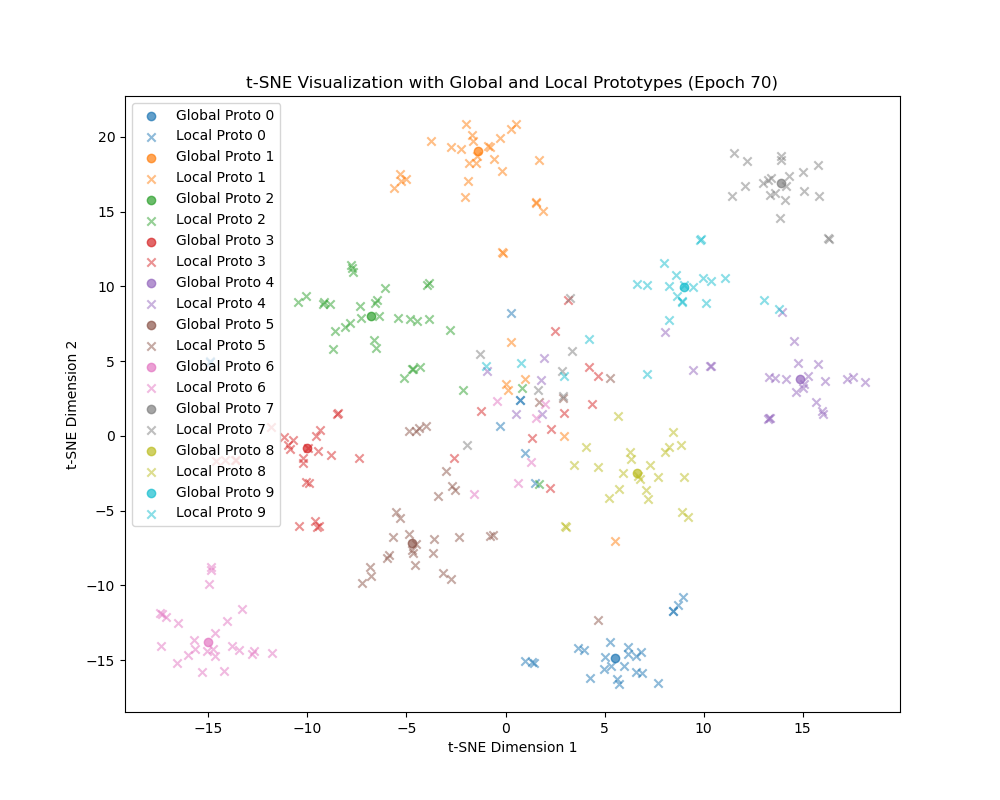 t-SNE Visualization with Global and Local Prototypes (Epoch 70)
Global Proto 0
Local Proto 0
Global Proto 1
Local Proto 1
Global Proto 2
Local Proto 2
Global Proto 3
Local Proto 3
Global Proto 4
Local Proto 4
Global Proto 5
Local Proto 5
Global Proto 6
Local Proto 6
Global Proto 7
Local Proto 7
Global Proto 8
Local Proto 8
Global Proto 9
Local Proto 9
t-SNE Dimension 2
20
15
10
5
0
−5
−10
−15
−15 −10 −5 0 5 10 15
t-SNE Dimension 1